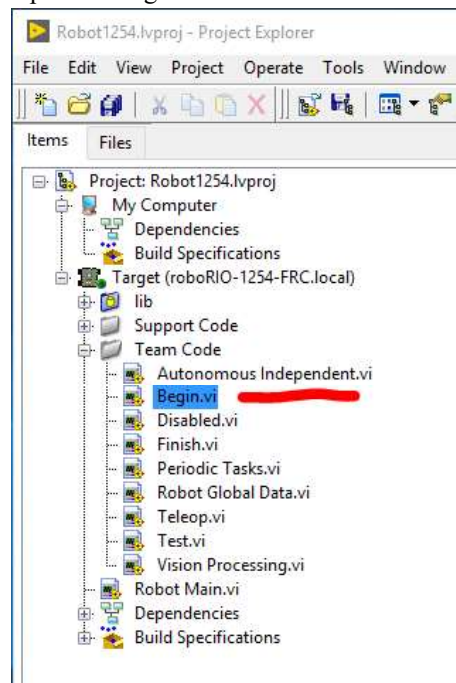 Robot1254.lvproj - Project Explorer
File Edit View Project Operate Tools Window
Items Files
Project: Robot1254.lvproj
My Computer
Dependencies
Build Specifications
Target (roboRIO-1254-FRC.local)
lib
Support Code
Team Code
Autonomous Independent.vi
Begin.vi
Disabled.vi
Finish.vi
Periodic Tasks.vi
Robot Global Data.vi
Teleop.vi
Test.vi
Vision Processing.vi
Robot Main.vi
Dependencies
Build Specifications